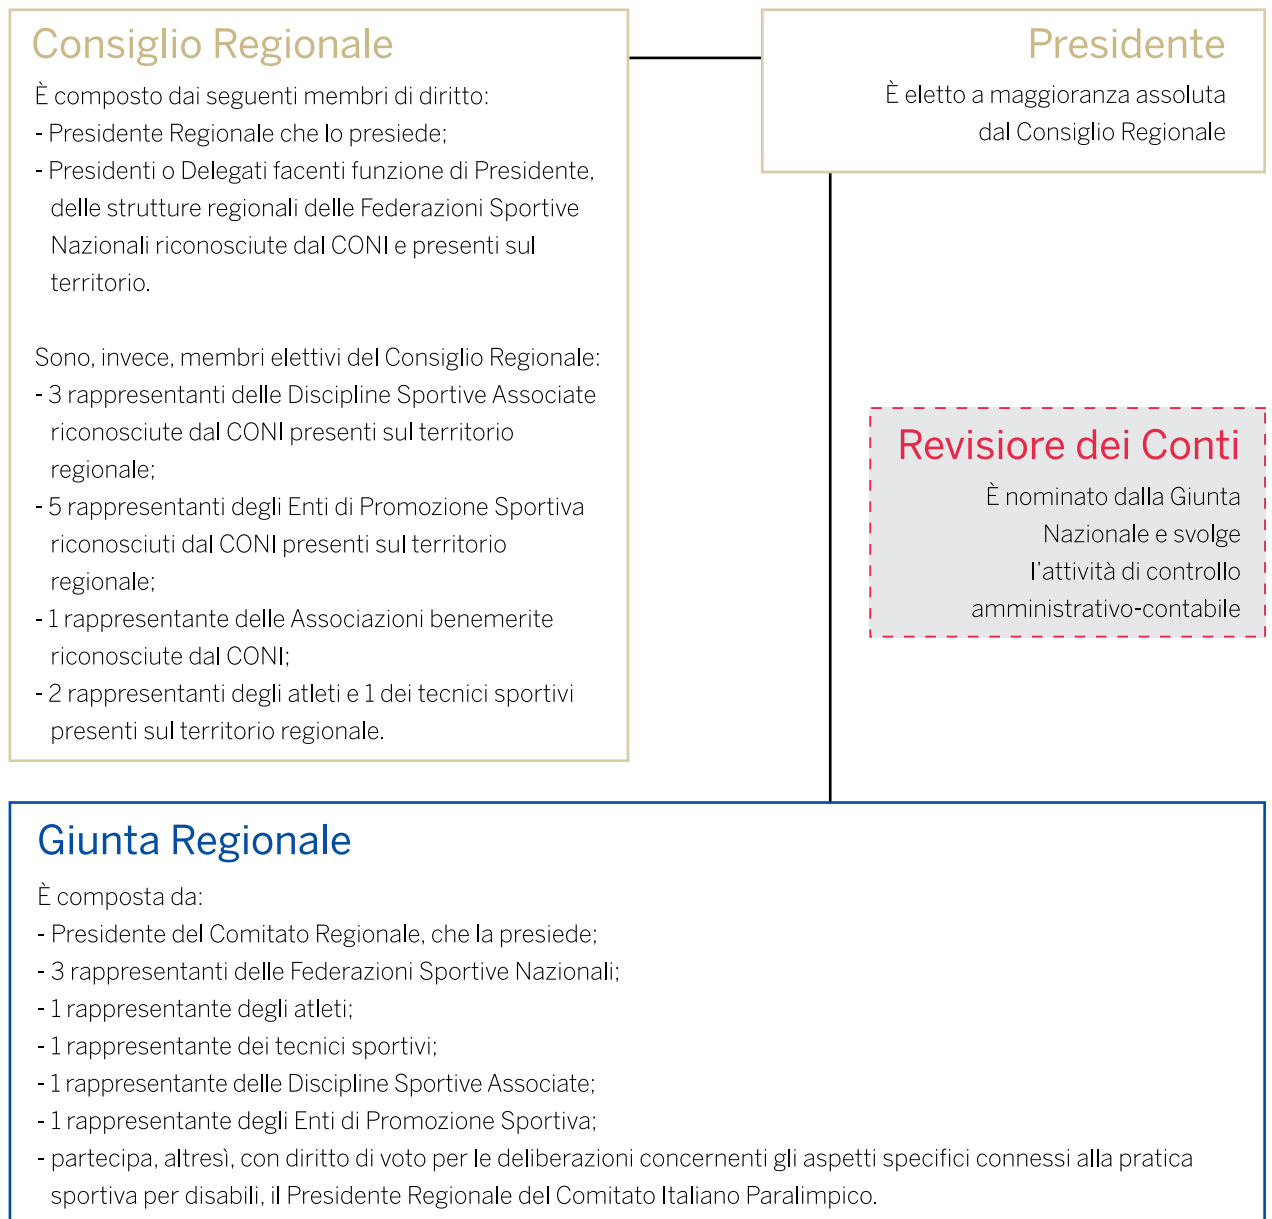 Consiglio Regionale
È composto dai seguenti membri di diritto:
- Presidente Regionale che lo presiede;
- Presidenti o Delegati facenti funzione di Presidente,
delle strutture regionali delle Federazioni Sportive
Nazionali riconosciute dal CONI e presenti sul
territorio.
Sono, invece, membri elettivi del Consiglio Regionale:
- 3 rappresentanti delle Discipline Sportive Associate
riconosciute dal CONI presenti sul territorio
regionale;
- 5 rappresentanti degli Enti di Promozione Sportiva
riconosciuti dal CONI presenti sul territorio
regionale;
- 1 rappresentante delle Associazioni benemerite
riconosciute dal CONI;
- 2 rappresentanti degli atleti e 1 dei tecnici sportivi
presenti sul territorio regionale.
Presidente
È eletto a maggioranza assoluta
dal Consiglio Regionale
Revisiore dei Conti
È nominato dalla Giunta
Nazionale e svolge
l'attività di controllo
amministrativo-contabile
Giunta Regionale
È composta da:
- Presidente del Comitato Regionale, che la presiede;
- 3 rappresentanti delle Federazioni Sportive Nazionali;
- 1 rappresentante degli atleti;
- 1 rappresentante dei tecnici sportivi;
- 1 rappresentante delle Discipline Sportive Associate;
- 1 rappresentante degli Enti di Promozione Sportiva;
- partecipa, altresì, con diritto di voto per le deliberazioni concernenti gli aspetti specifici connessi alla pratica
sportiva per disabili, il Presidente Regionale del Comitato Italiano Paralimpico.